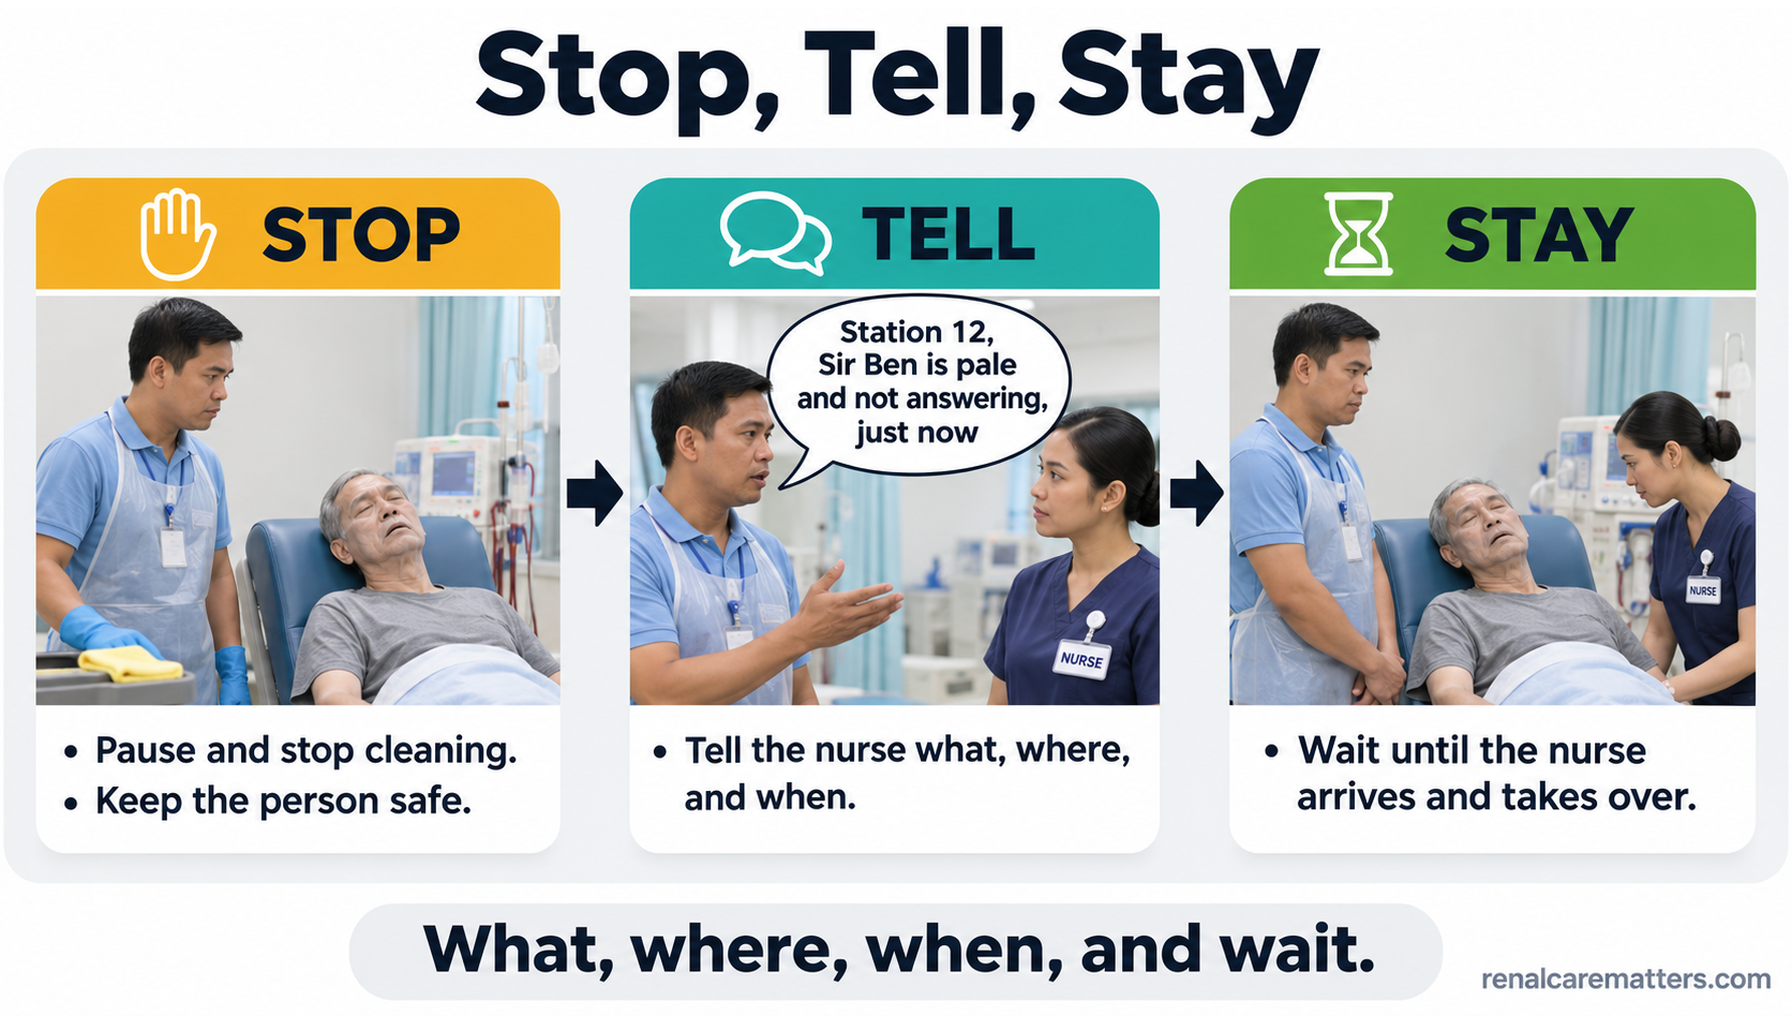 Stop, Tell, Stay
STOP
TELL
STAY
Station 12,
Sir Ben is pale
and not answering,
just now
NURSE
NURSE
• Pause and stop cleaning.
• Keep the person safe.
• Tell the nurse what, where,
and when.
• Wait until the nurse
arrives and takes over.
What, where, when, and wait.
renalcarematters.com